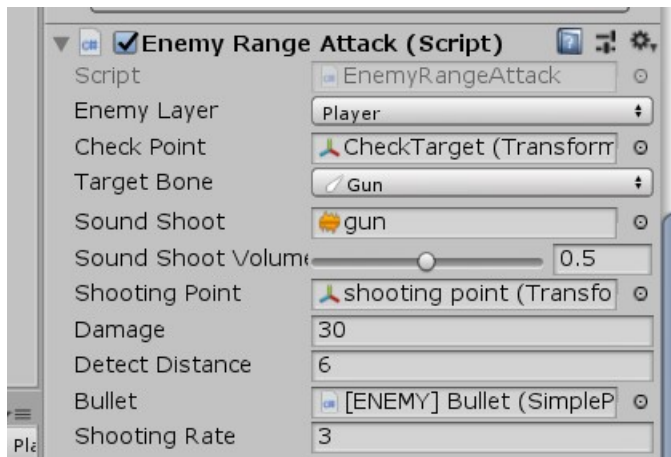 Enemy Range Attack (Script)
Script EnemyRangeAttack
Enemy Layer Player
Check Point CheckTarget (Transform
Target Bone Gun
Sound Shoot gun
Sound Shoot Volume 0.5
Shooting Point shooting point (Transfo
Damage 30
Detect Distance 6
Bullet [ENEMY] Bullet (SimpleP
Shooting Rate 3
Pla